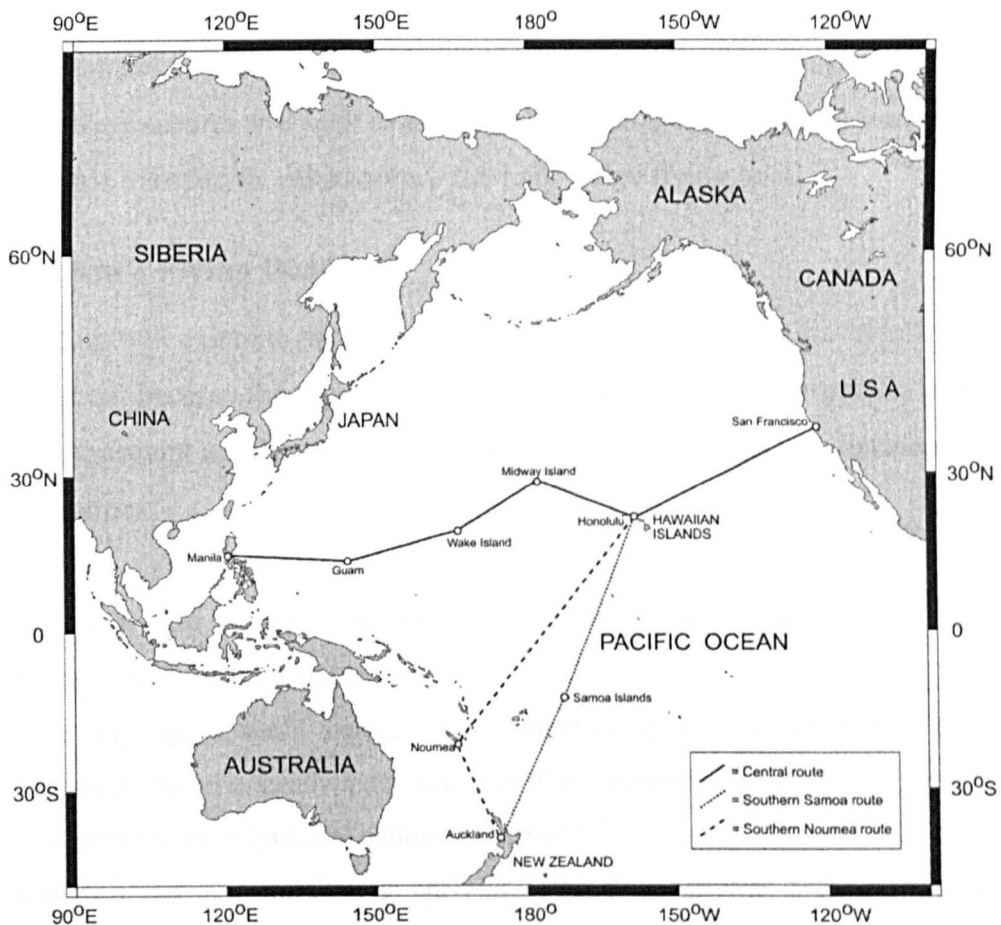 90°E 120°E 150°E 180° 150°W 120°W
ALASKA
SIBERIA
60°N 60°N
CANADA
USA
CHINA
JAPAN
San Francisco
30°N 30°N
Midway Island
Honolulu
HAWAIIAN
ISLANDS
Wake Island
Manila
Guam
0 0
PACIFIC OCEAN
Samoa Islands
Noumea
AUSTRALIA
= Central route
30°S 30°S
= Southern Samoa route
= Southern Noumea route
Auckland
NEW ZEALAND
90°E 120°E 150°E 180° 150°W 120°W